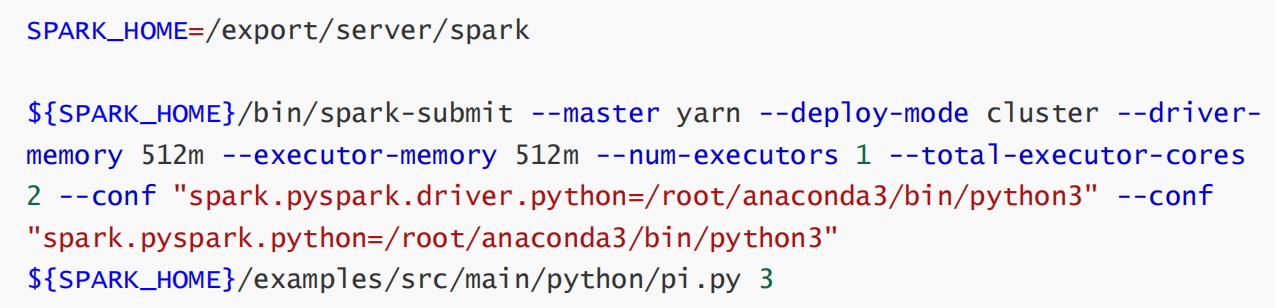 SPARK_HOME=/export/server/spark
${SPARK_HOME}/bin/spark-submit --master yarn --deploy-mode cluster --driver-
memory 512m --executor-memory 512m --num-executors 1 --total-executor-cores
2 --conf "spark.pyspark.driver.python=/root/anaconda3/bin/python3" --conf
"spark.pyspark.python=/root/anaconda3/bin/python3"
${SPARK_HOME}/examples/src/main/python/pi.py 3